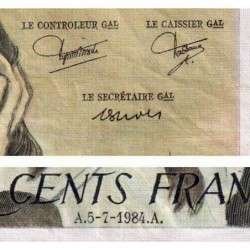 LE CONTROLEUR GAL LE CAISSIER GAL
LE SECRÉTAIRE GAL
CENTS FRAN
A.5-7-1984.A.